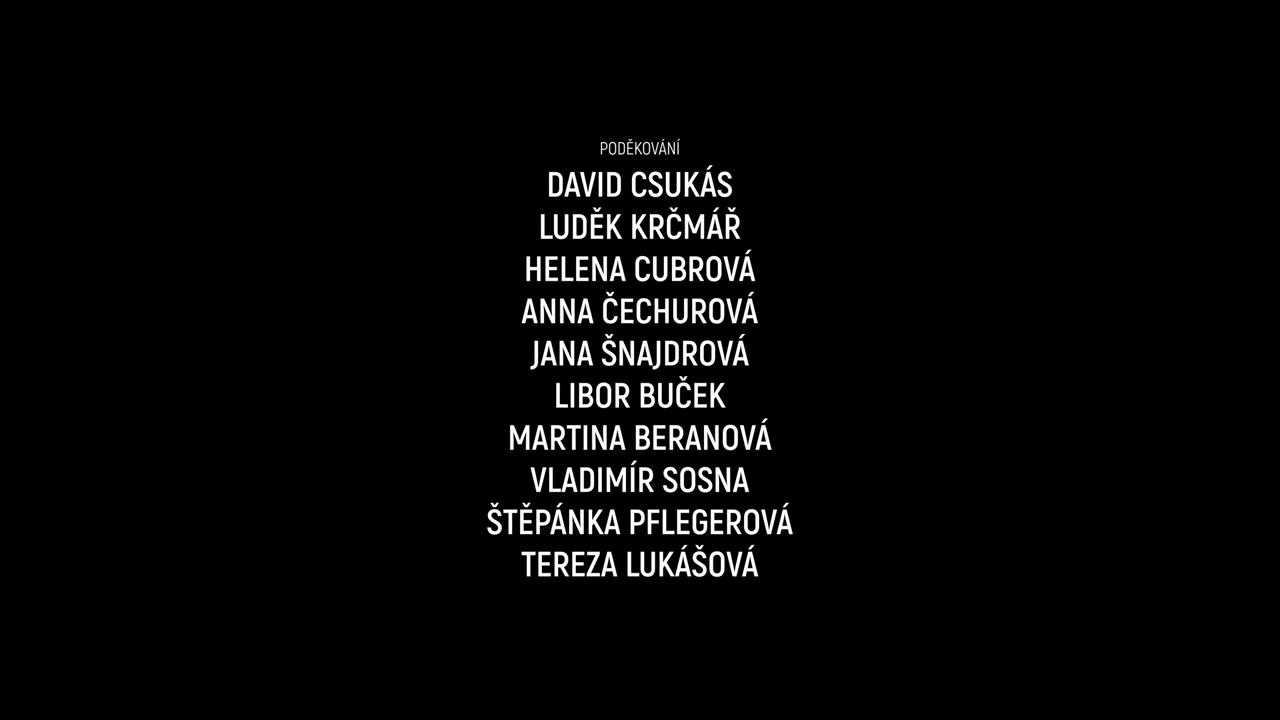 PODĚKOVÁNÍ
DAVID CSUKÁS
LUDĚK KRČMÁŘ
HELENA CUBROVÁ
ANNA ČECHUROVÁ
JANA ŠNAJDROVÁ
LIBOR BUČEK
MARTINA BERANOVÁ
VLADIMÍR SOSNA
ŠTĚPÁNKA PFLEGEROVÁ
TEREZA LUKÁŠOVÁ